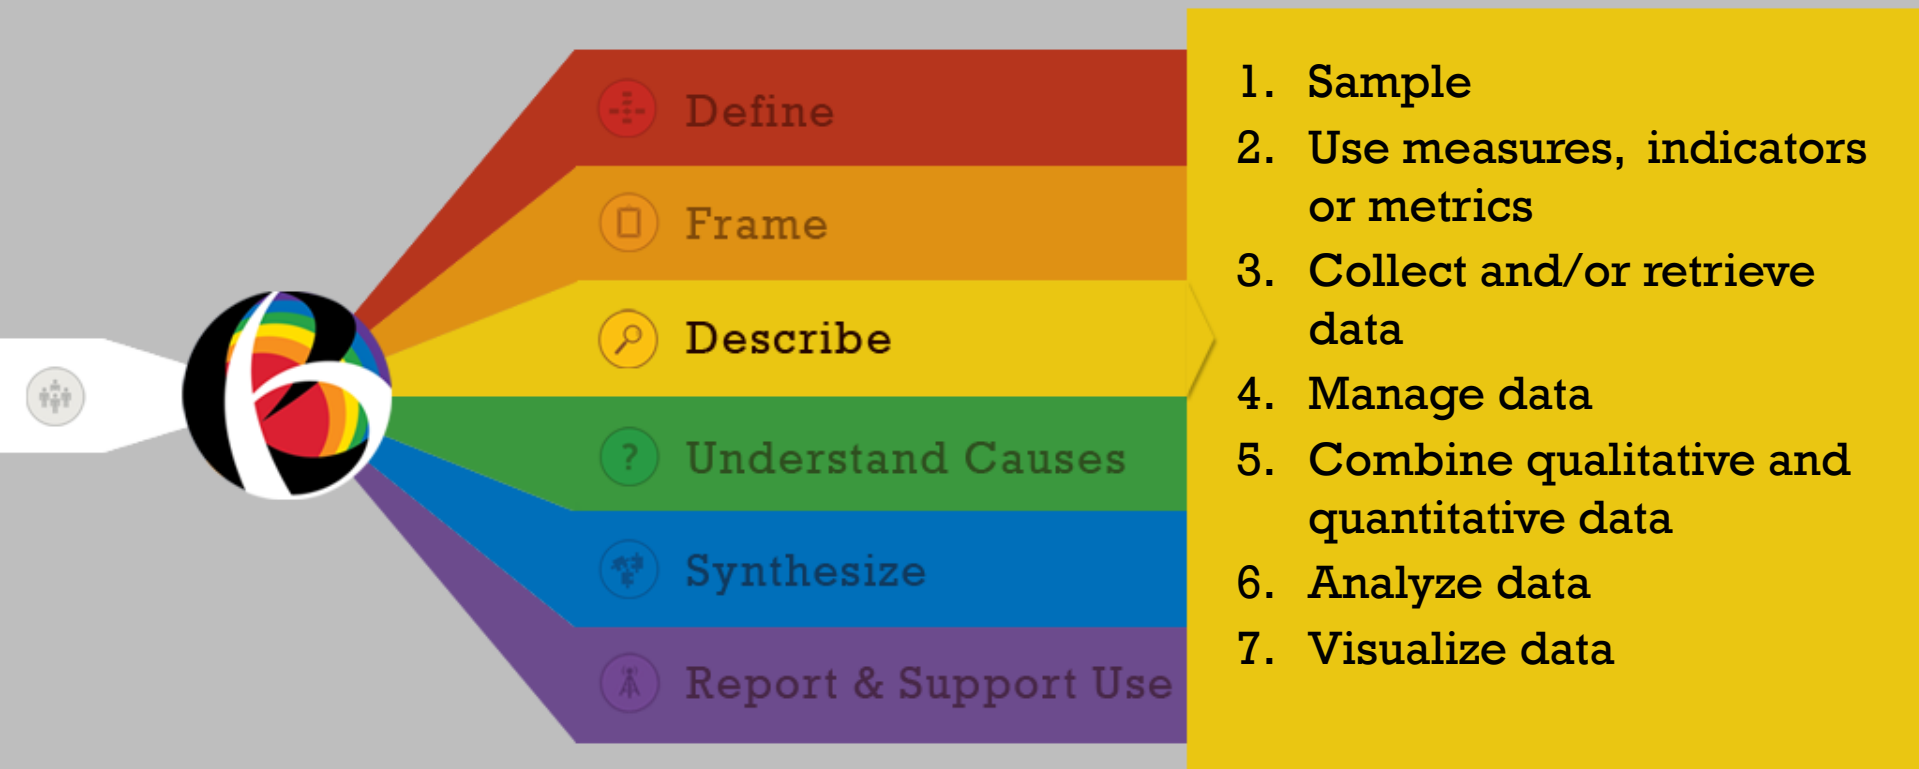 Define
Frame
Describe
?
Understand Causes
Synthesize
Report & Support Use
1. Sample
2. Use measures, indicators
or metrics
3. Collect and/or retrieve
data
4. Manage data
5. Combine qualitative and
quantitative data
6. Analyze data
7. Visualize data